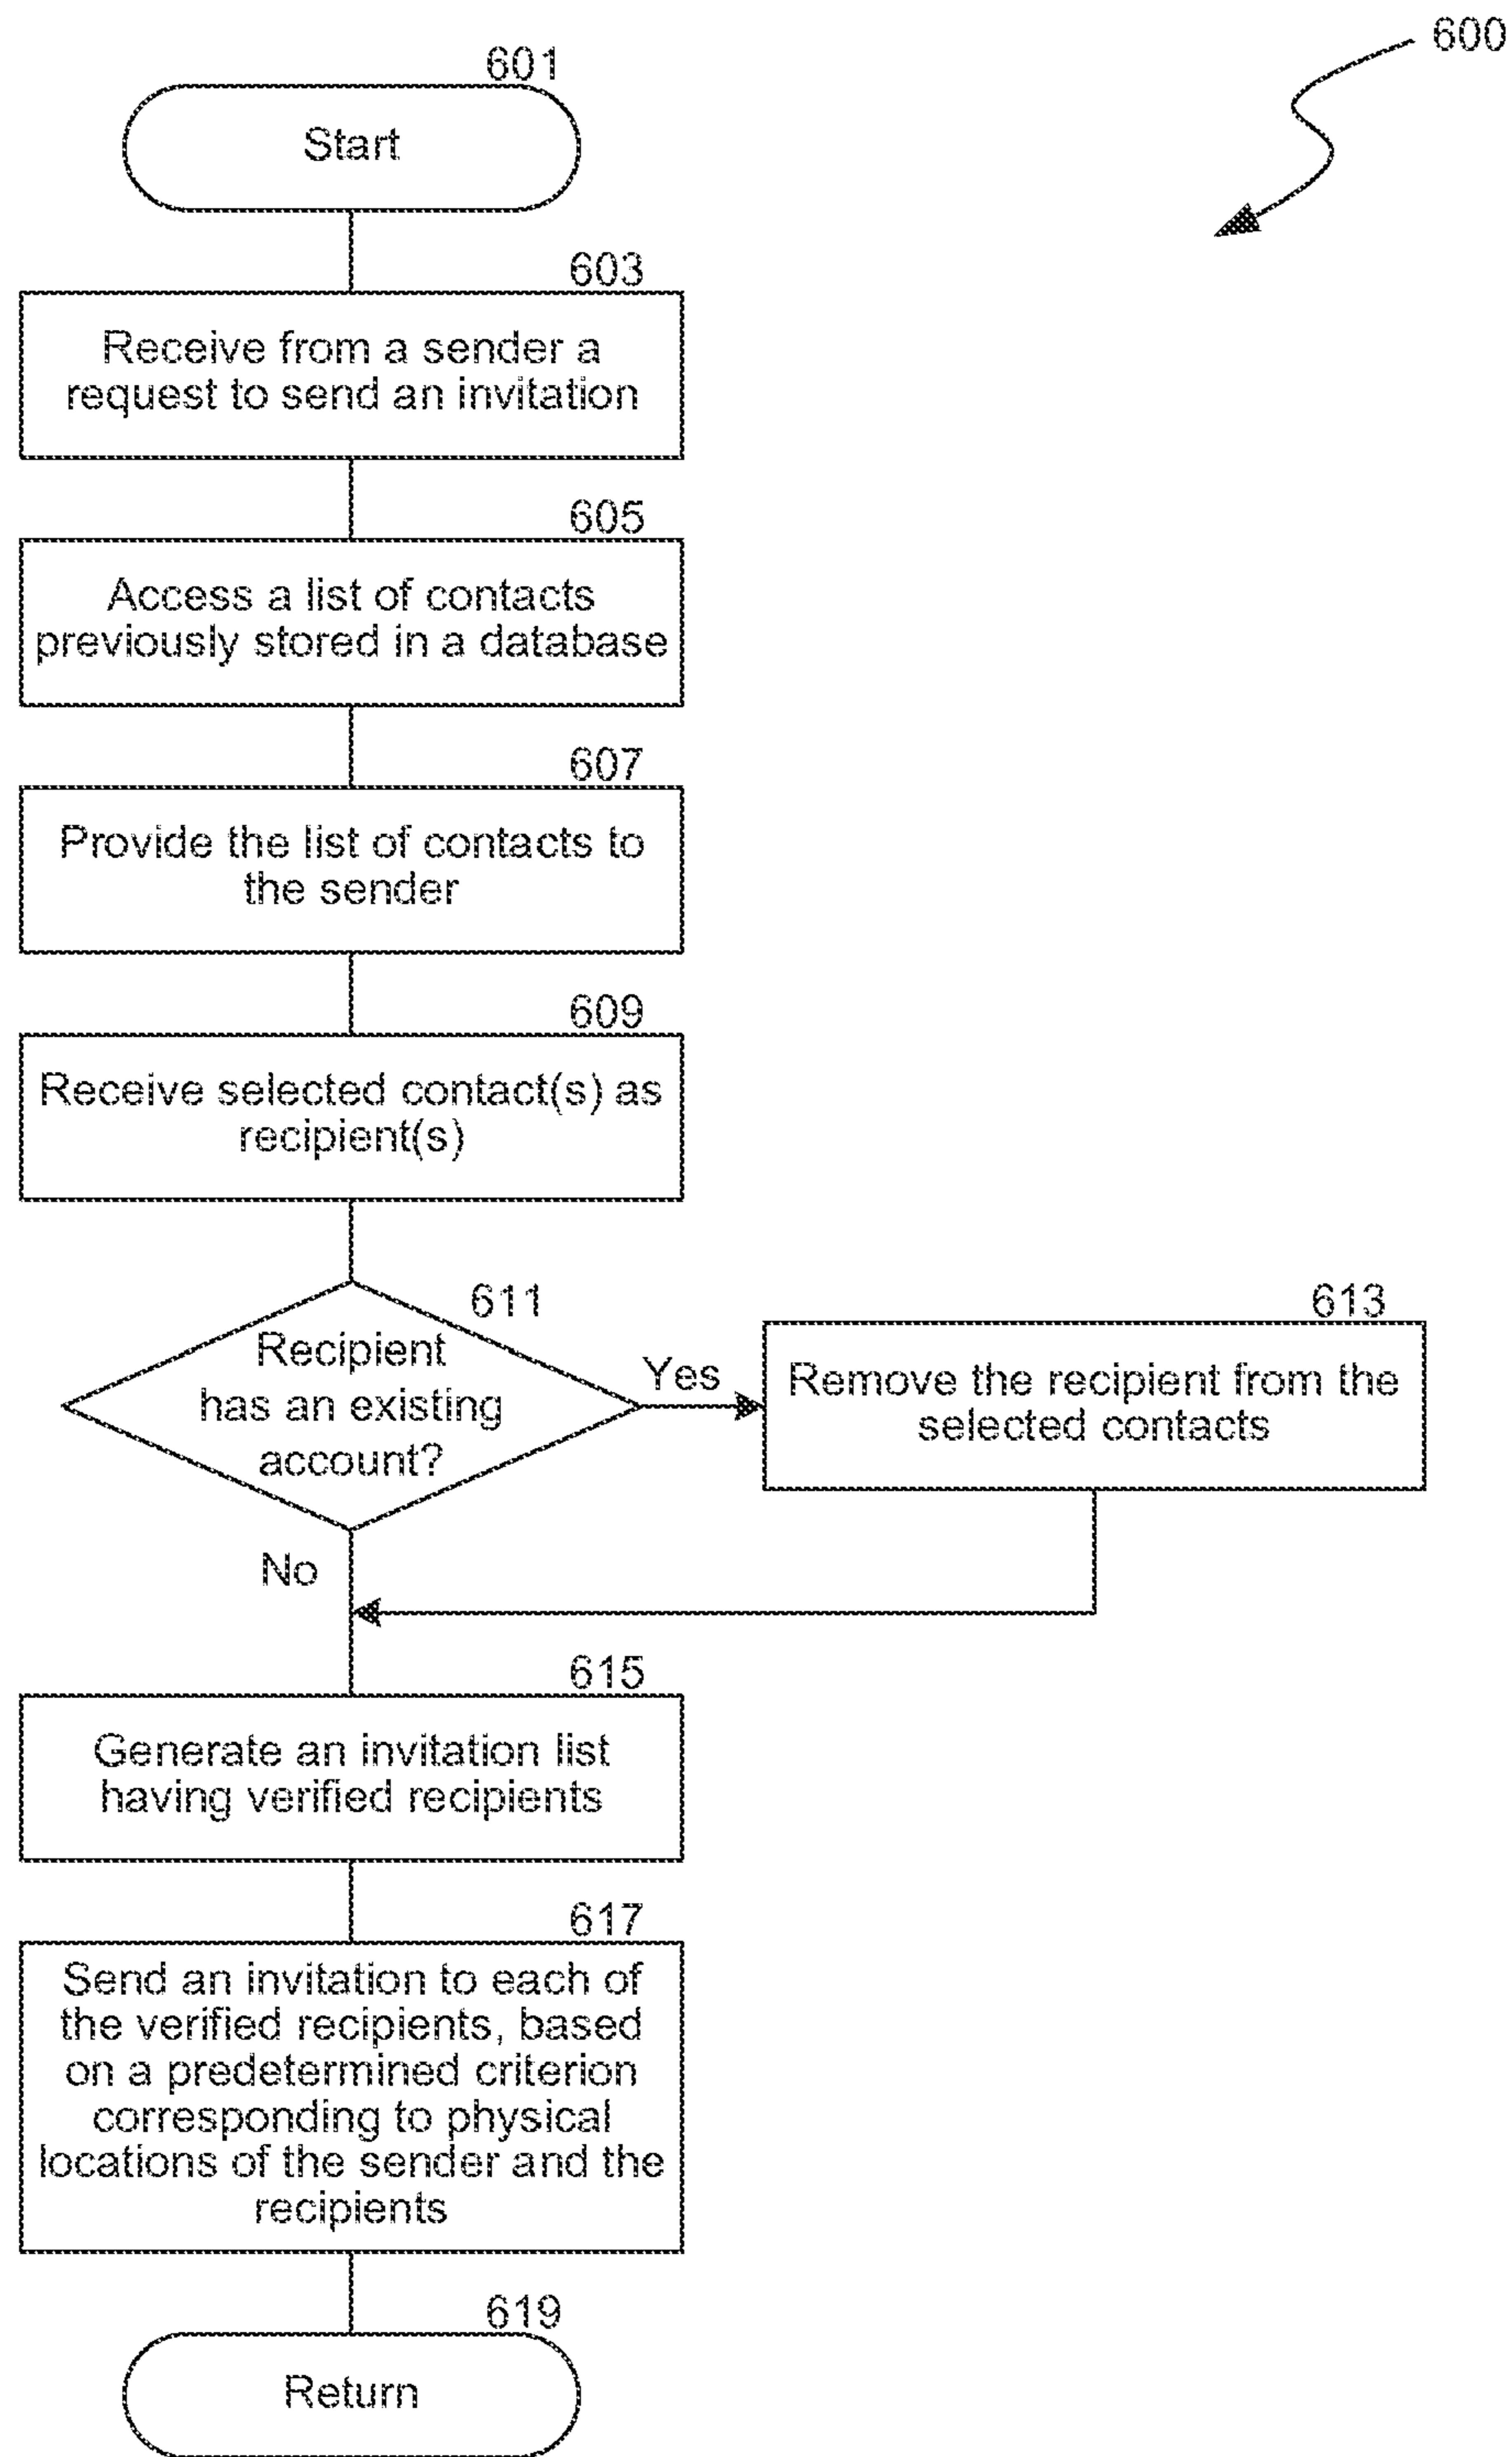 600
601
Start
603
Receive from a sender a
request to send an invitation
605
Access a list of contacts
previously stored in a database
607
Provide the list of contacts to
the sender
609
Receive selected contact(s) as
recipient(s)
611
Recipient
has an existing
account?
Yes
613
Remove the recipient from the
selected contacts
No
615
Generate an invitation list
having verified recipients
617
Send an invitation to each of
the verified recipients, based
on a predetermined criterion
corresponding to physical
locations of the sender and the
recipients
619
Return